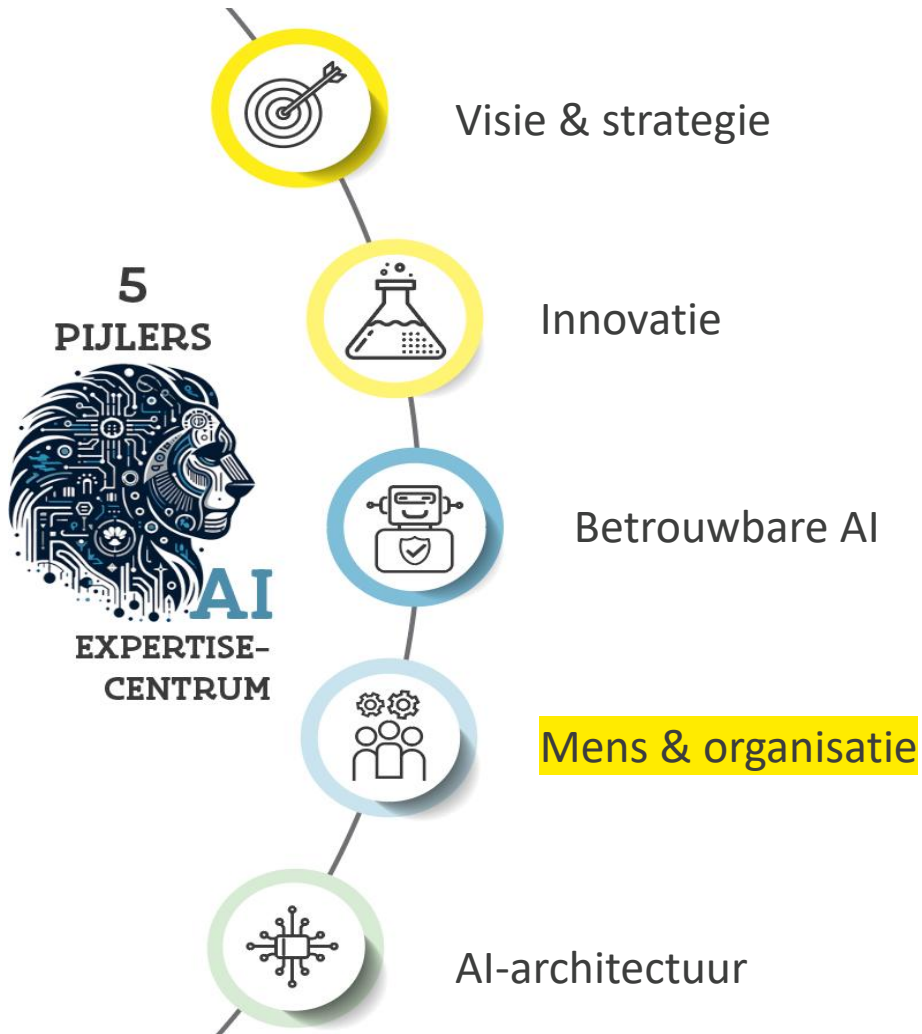 Visie & strategie
5
PIJLERS
Innovatie
Betrouwbare AI
AI
EXPERTISE-
CENTRUM
Mens & organisatie
AI-architectuur